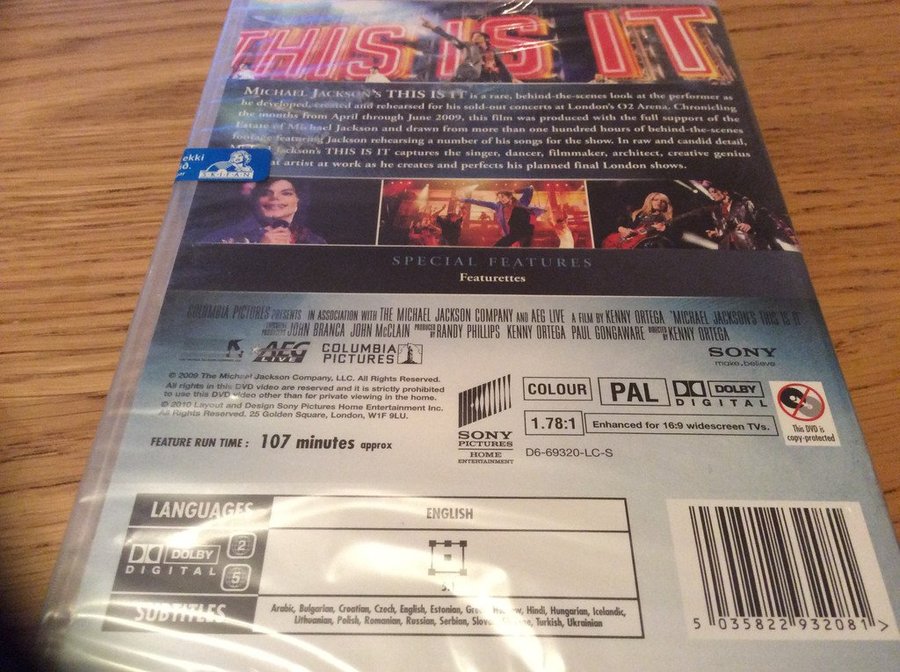 THIS IS IT
MICHAEL JACKSON'S THIS IS IT is a rare, behind-the-scenes look at the performer as
he developed, created and rehearsed for his sold-out concerts at London's O2 Arena. Chronicling
the months from April through June 2009, this film was produced with the full support of the
Estate of Michael Jackson and drawn from more than one hundred hours of behind-the-scenes
footage featuring Jackson rehearsing a number of his songs for the show. In raw and candid detail,
Jackson's THIS IS IT captures the singer, dancer, filmmaker, architect, creative genius
artist at work as he creates and perfects his planned final London shows.
ekki
SKÍFAN
SPECIAL FEATURES
Featurettes
COLUMBIA PICTURES PRESENTS IN ASSOCIATION WITH THE MICHAEL JACKSON COMPANY AND AEG LIVE A FILM BY KENNY ORTEGA "MICHAEL JACKSON'S THIS IS IT"
EXECUTIVE PRODUCERS JOHN BRANCA JOHN McCLAIN PRODUCED BY RANDY PHILLIPS KENNY ORTEGA PAUL GONGAWARE DIRECTED BY KENNY ORTEGA
AEG LIVE COLUMBIA PICTURES
SONY
make.believe
© 2009 The Michael Jackson Company, LLC. All Rights Reserved.
All rights in this DVD video are reserved and it is strictly prohibited
to use this DVD video other than for private viewing in the home.
© 2010 Layout and Design Sony Pictures Home Entertainment Inc.
All Rights Reserved. 25 Golden Square, London, W1F 9LU.
FEATURE RUN TIME : 107 minutes approx
SONY
PICTURES
HOME
ENTERTAINMENT
COLOUR PAL DOLBY DIGITAL
1.78:1 Enhanced for 16:9 widescreen TVs.
D6-69320-LC-S
This DVD is
copy-protected
LANGUAGES ENGLISH
DOLBY DIGITAL 2 5 5.1
SUBTITLES Arabic, Bulgarian, Croatian, Czech, English, Estonian, Hindi, Hungarian, Icelandic,
Lithuanian, Polish, Romanian, Russian, Serbian, Turkish, Ukrainian
5 035822 932081 >